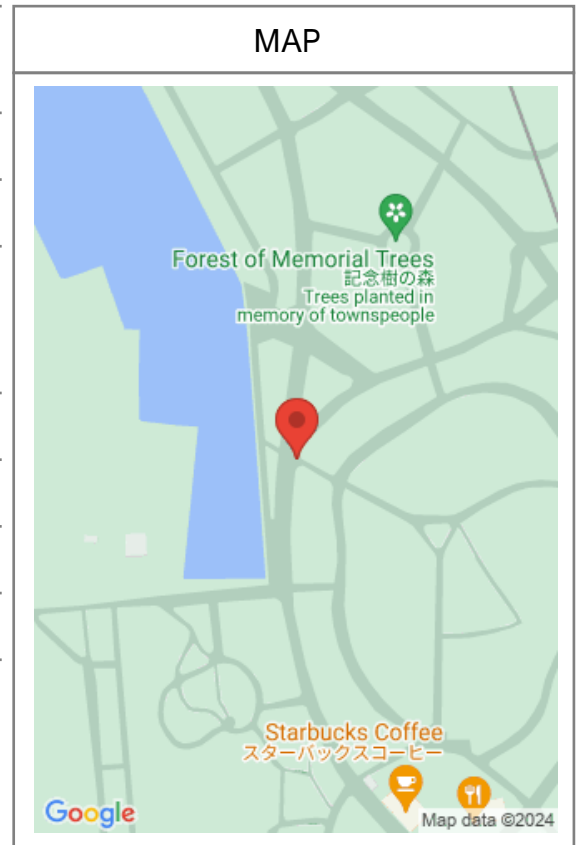 MAP
Forest of Memorial Trees
記念樹の森
Trees planted in
memory of townspeople
Starbucks Coffee
スターバックスコーヒー
Google
Map data ©2024